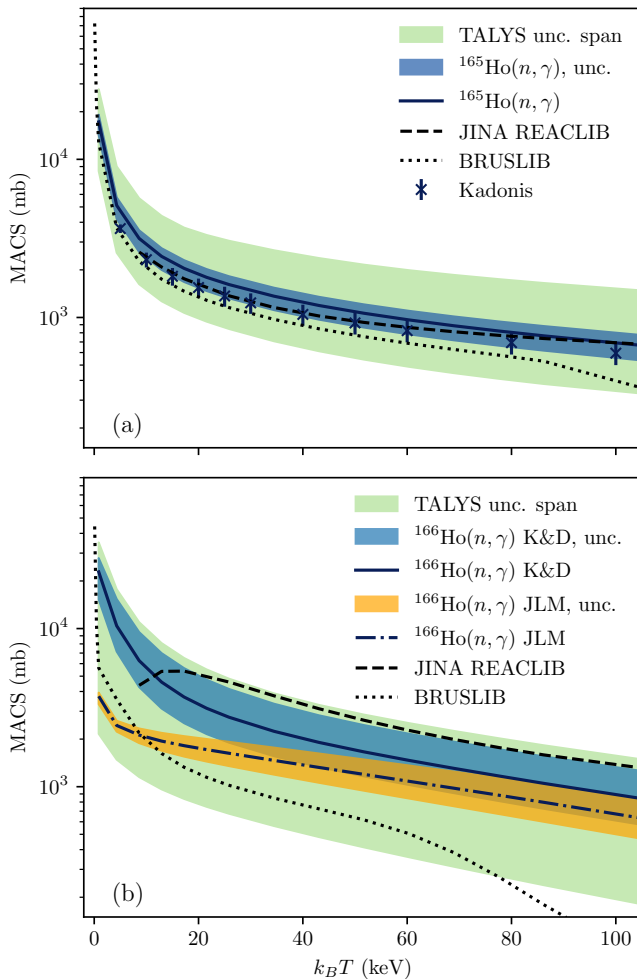 TALYS unc. span
¹⁶⁵Ho(n, γ), unc.
¹⁶⁵Ho(n, γ)
JINA REACLIB
BRUSLIB
Kadonis
10⁴
10³
MACS (mb)
(a)
TALYS unc. span
¹⁶⁶Ho(n, γ) K&D, unc.
¹⁶⁶Ho(n, γ) K&D
¹⁶⁶Ho(n, γ) JLM, unc.
¹⁶⁶Ho(n, γ) JLM
JINA REACLIB
BRUSLIB
10⁴
10³
MACS (mb)
(b)
0 20 40 60 80 100
k_BT (keV)